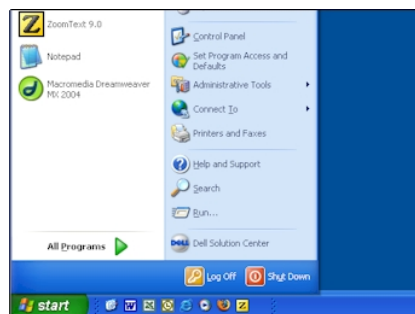 ZoomText 9.0
Notepad
Macromedia Dreamweaver
MX 2004
All Programs
Control Panel
Set Program Access and
Defaults
Administrative Tools
Connect To
Printers and Faxes
Help and Support
Search
Run...
DELL
Dell Solution Center
Log Off
Shut Down
start